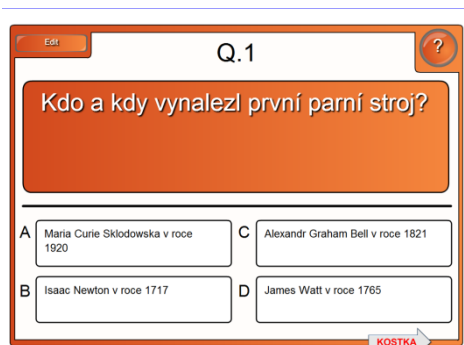 Edit
Q.1
?
Kdo a kdy vynalezl první parní stroj?
A
Maria Curie Sklodowska v roce
1920
C
Alexandr Graham Bell v roce 1821
B
Isaac Newton v roce 1717
D
James Watt v roce 1765
KOSTKA